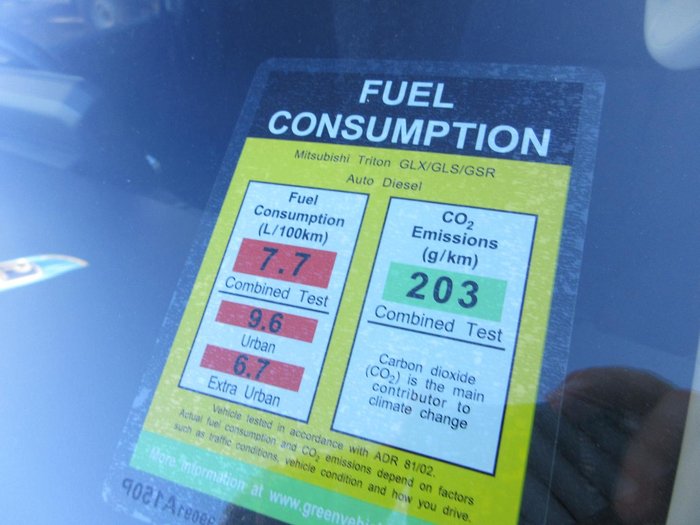 FUEL
CONSUMPTION
Mitsubishi Triton GLX/GLS/GSR
Auto Diesel
Fuel
Consumption
(L/100km)
7.7
Combined Test
9.6
Urban
6.7
Extra Urban
CO2
Emissions
(g/km)
203
Combined Test
Carbon dioxide
(CO2) is the main
contributor to
climate change
Vehicle tested in accordance with ADR 81/02.
Actual fuel consumption and CO2 emissions depend on factors
such as traffic conditions, vehicle condition and how you drive.
More information at www.greenvehi